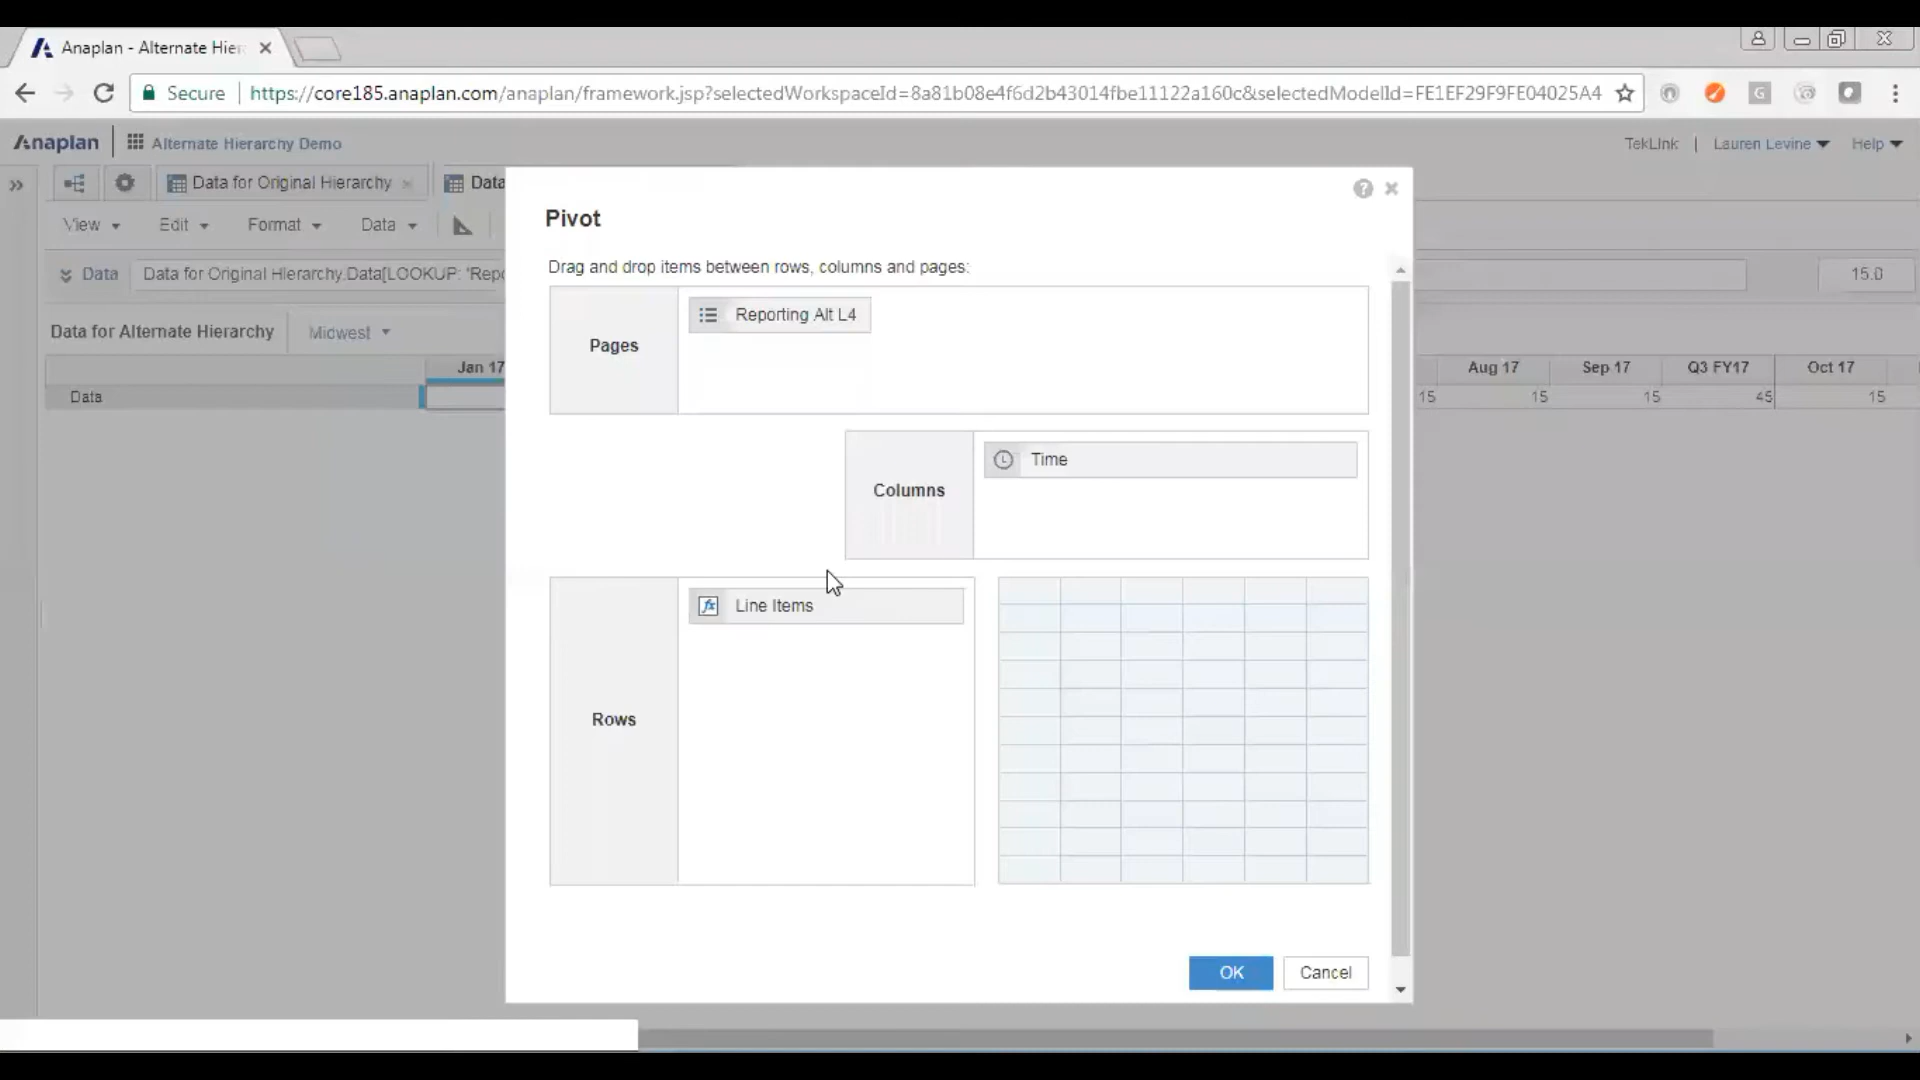 Anaplan - Alternate Hier
Secure https://core185.anaplan.com/anaplan/framework.jsp?selectedWorkspaceId=8a81b08e4f6d2b43014fbe11122a160c&selectedModelId=FE1EF29F9FE04025A4
Anaplan Alternate Hierarchy Demo TekLink | Lauren Levine Help
Data for Original Hierarchy Data
View Edit Format Data
Pivot
Data Data for Original Hierarchy.Data[LOOKUP: 'Repo 15.0
Drag and drop items between rows, columns and pages:
Pages Reporting Alt L4
Data for Alternate Hierarchy Midwest
Jan 17 Aug 17 Sep 17 Q3 FY17 Oct 17
Data 15 15 15 45 15
Columns Time
Rows Line Items
OK Cancel